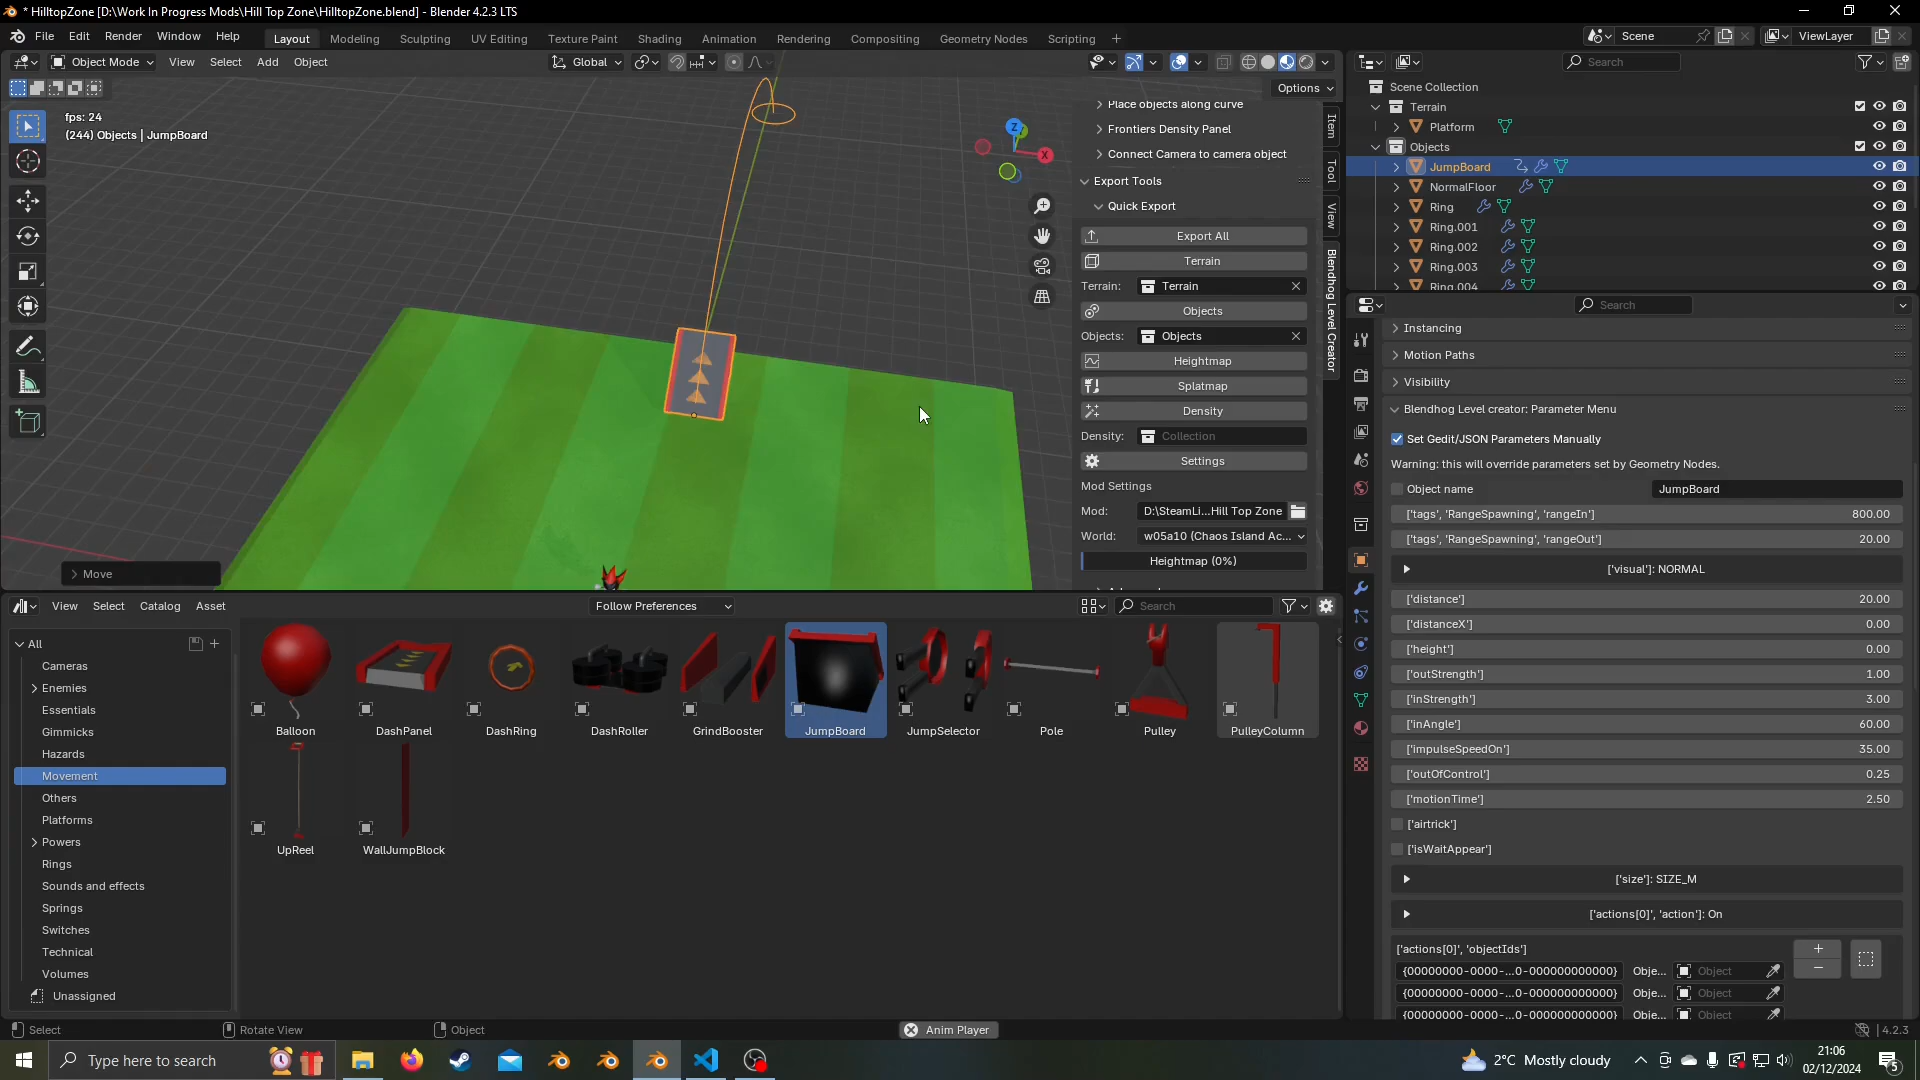 * HilltopZone [D:\Work In Progress Mods\Hill Top Zone\HilltopZone.blend] - Blender 4.2.3 LTS
File Edit Render Window Help
Layout Modeling Sculpting UV Editing Texture Paint Shading Animation Rendering Compositing Geometry Nodes Scripting +
Scene
ViewLayer
Object Mode View Select Add Object
Global
Options
fps: 24
(244) Objects | JumpBoard
Z
X
Move
Place objects along curve
Frontiers Density Panel
Connect Camera to camera object
Export Tools
Quick Export
Export All
Terrain
Terrain: Terrain
Objects
Objects: Objects
Heightmap
Splatmap
Density
Density: Collection
Settings
Mod Settings
Mod: D:\SteamLi...Hill Top Zone
World: w05a10 (Chaos Island Ac...
Heightmap (0%)
Item
Tool
View
Blendhog Level Creator
Search
Scene Collection
Terrain
Platform
Objects
JumpBoard
NormalFloor
Ring
Ring.001
Ring.002
Ring.003
Ring.004
Search
Instancing
Motion Paths
Visibility
Blendhog Level creator: Parameter Menu
Set Gedit/JSON Parameters Manually
Warning: this will override parameters set by Geometry Nodes.
Object name JumpBoard
['tags', 'RangeSpawning', 'rangeIn'] 800.00
['tags', 'RangeSpawning', 'rangeOut'] 20.00
['visual']: NORMAL
['distance'] 20.00
['distanceX'] 0.00
['height'] 0.00
['outStrength'] 1.00
['inStrength'] 3.00
['inAngle'] 60.00
['impulseSpeedOn'] 35.00
['outOfControl'] 0.25
['motionTime'] 2.50
['airtrick']
['isWaitAppear']
['size']: SIZE_M
['actions[0]', 'action']: On
['actions[0]', 'objectIds']
{00000000-0000-...0-000000000000} Obje... Object
{00000000-0000-...0-000000000000} Obje... Object
{00000000-0000-...0-000000000000} Obje... Object
View Select Catalog Asset
Follow Preferences
Search
All
Cameras
Enemies
Essentials
Gimmicks
Hazards
Movement
Others
Platforms
Powers
Rings
Sounds and effects
Springs
Switches
Technical
Volumes
Unassigned
Balloon DashPanel DashRing DashRoller GrindBooster JumpBoard JumpSelector Pole Pulley PulleyColumn
UpReel WallJumpBlock
Select Rotate View Object Anim Player 4.2.3
Type here to search
2°C Mostly cloudy
21:06
02/12/2024
5